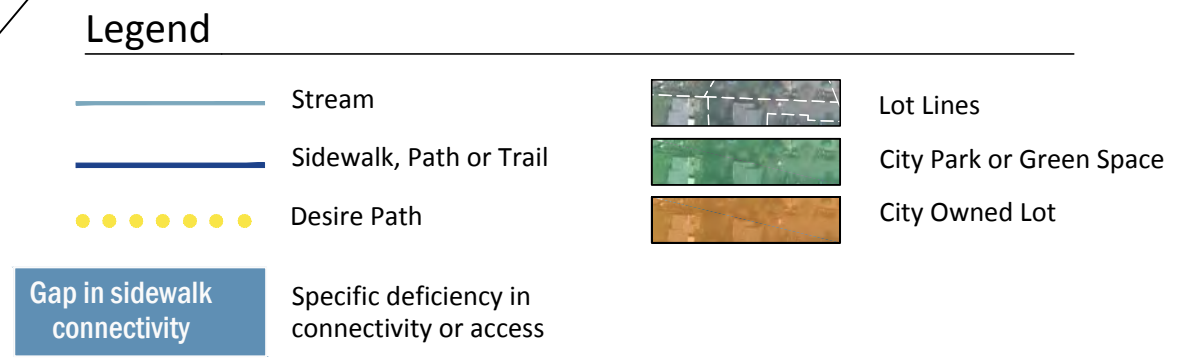 Legend
Stream
Sidewalk, Path or Trail
Desire Path
Gap in sidewalk
connectivity
Specific deficiency in
connectivity or access
Lot Lines
City Park or Green Space
City Owned Lot